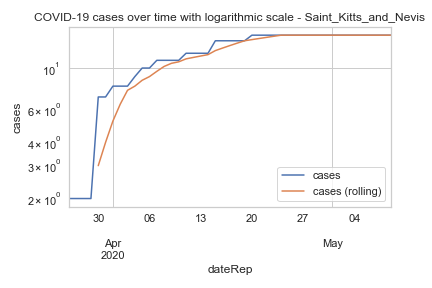 COVID-19 cases over time with logarithmic scale - Saint_Kitts_and_Nevis
cases
10¹
6 × 10⁰
4 × 10⁰
3 × 10⁰
2 × 10⁰
cases
cases (rolling)
30 06 13 20 27 04
Apr May
2020
dateRep